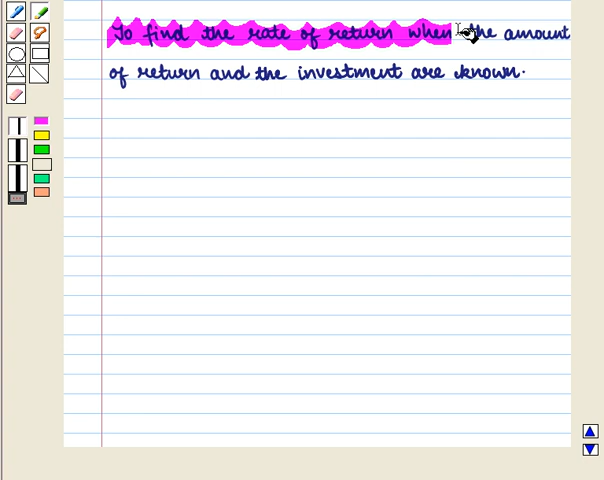 To find the rate of return when the amount
of return and the investment are known.